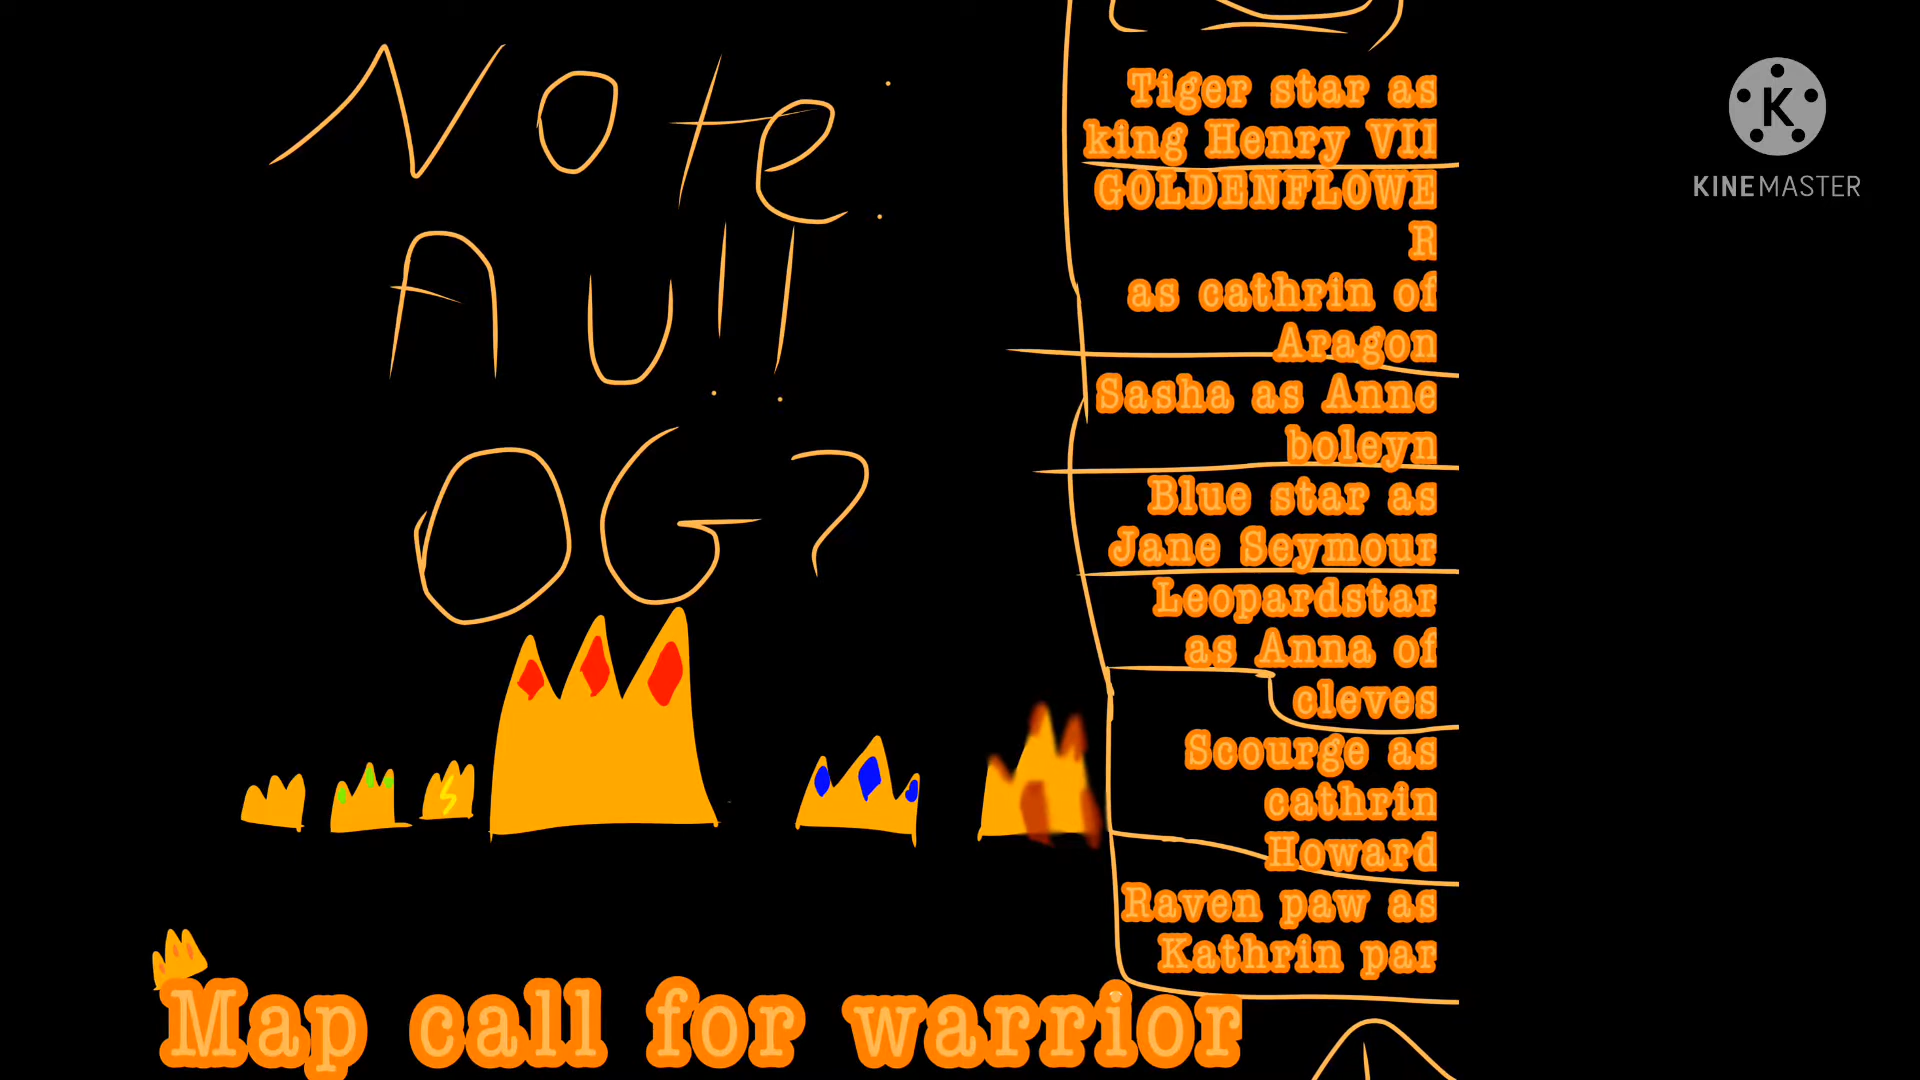 Note:
AU!!
OG?
Tiger star as
king Henry VII
GOLDENFLOWE
R
as cathrin of
Aragon
Sasha as Anne
boleyn
Blue star as
Jane Seymour
Leopardstar
as Anna of
cleves
Scourge as
cathrin
Howard
Raven paw as
Kathrin par
Map call for warrior
K
KINEMASTER